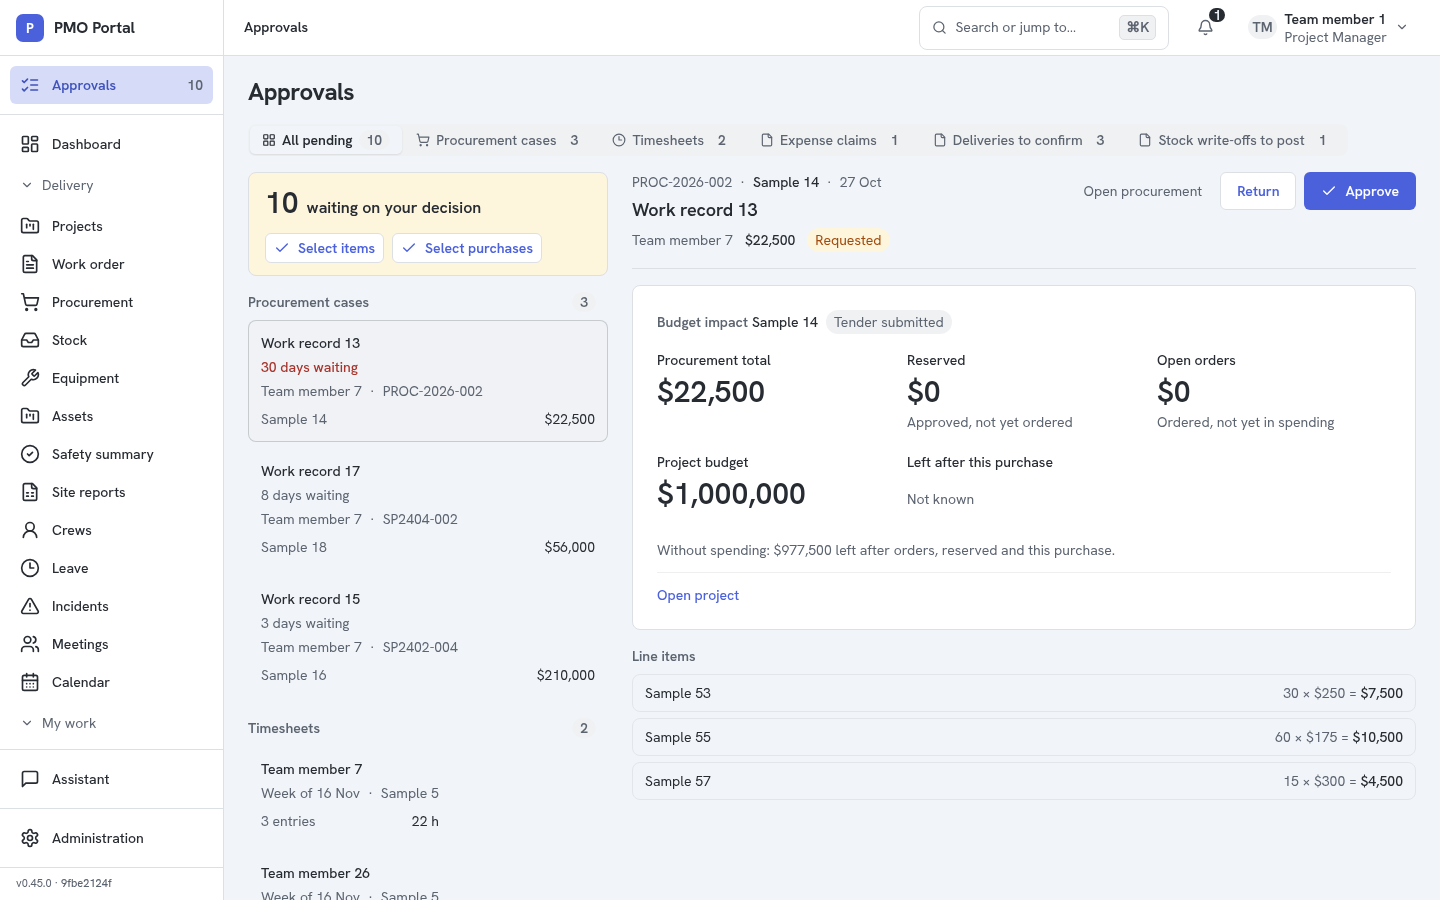 P PMO Portal
Approvals 10
Dashboard
Delivery
Projects
Work order
Procurement
Stock
Equipment
Assets
Safety summary
Site reports
Crews
Leave
Incidents
Meetings
Calendar
My work
Assistant
Administration
v0.45.0 · 9fbe2124f
Approvals
Search or jump to... ⌘K
1
TM
Team member 1
Project Manager
Approvals
All pending 10
Procurement cases 3
Timesheets 2
Expense claims 1
Deliveries to confirm 3
Stock write-offs to post 1
10 waiting on your decision
Select items
Select purchases
Procurement cases 3
Work record 13
30 days waiting
Team member 7 · PROC-2026-002
Sample 14 $22,500
Work record 17
8 days waiting
Team member 7 · SP2404-002
Sample 18 $56,000
Work record 15
3 days waiting
Team member 7 · SP2402-004
Sample 16 $210,000
Timesheets 2
Team member 7
Week of 16 Nov · Sample 5
3 entries 22 h
Team member 26
Week of 16 Nov · Sample 5
PROC-2026-002 · Sample 14 · 27 Oct
Work record 13
Team member 7 $22,500 Requested
Open procurement
Return
Approve
Budget impact Sample 14 Tender submitted
Procurement total
$22,500
Reserved
$0
Approved, not yet ordered
Open orders
$0
Ordered, not yet in spending
Project budget
$1,000,000
Left after this purchase
Not known
Without spending: $977,500 left after orders, reserved and this purchase.
Open project
Line items
Sample 53 30 × $250 = $7,500
Sample 55 60 × $175 = $10,500
Sample 57 15 × $300 = $4,500